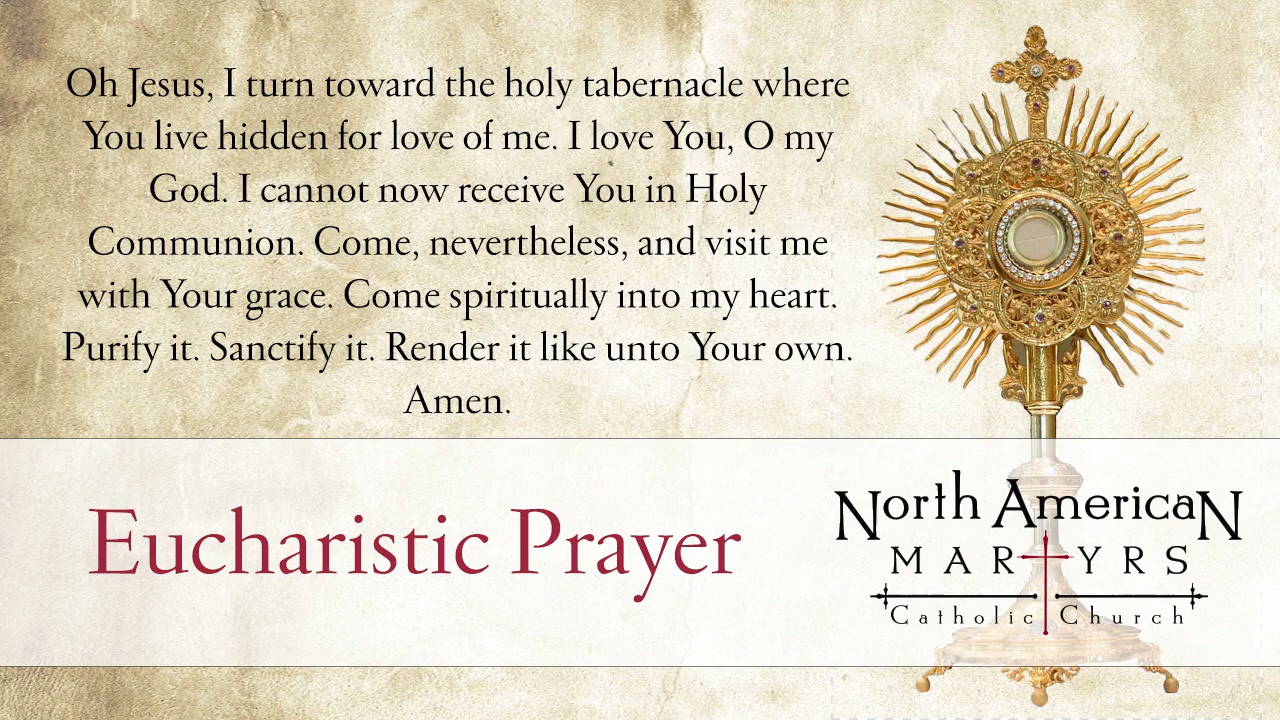 Oh Jesus, I turn toward the holy tabernacle where
You live hidden for love of me. I love You, O my
God. I cannot now receive You in Holy
Communion. Come, nevertheless, and visit me
with Your grace. Come spiritually into my heart.
Purify it. Sanctify it. Render it like unto Your own.
Amen.
Eucharistic Prayer
North American
MARTYRS
Catholic Church